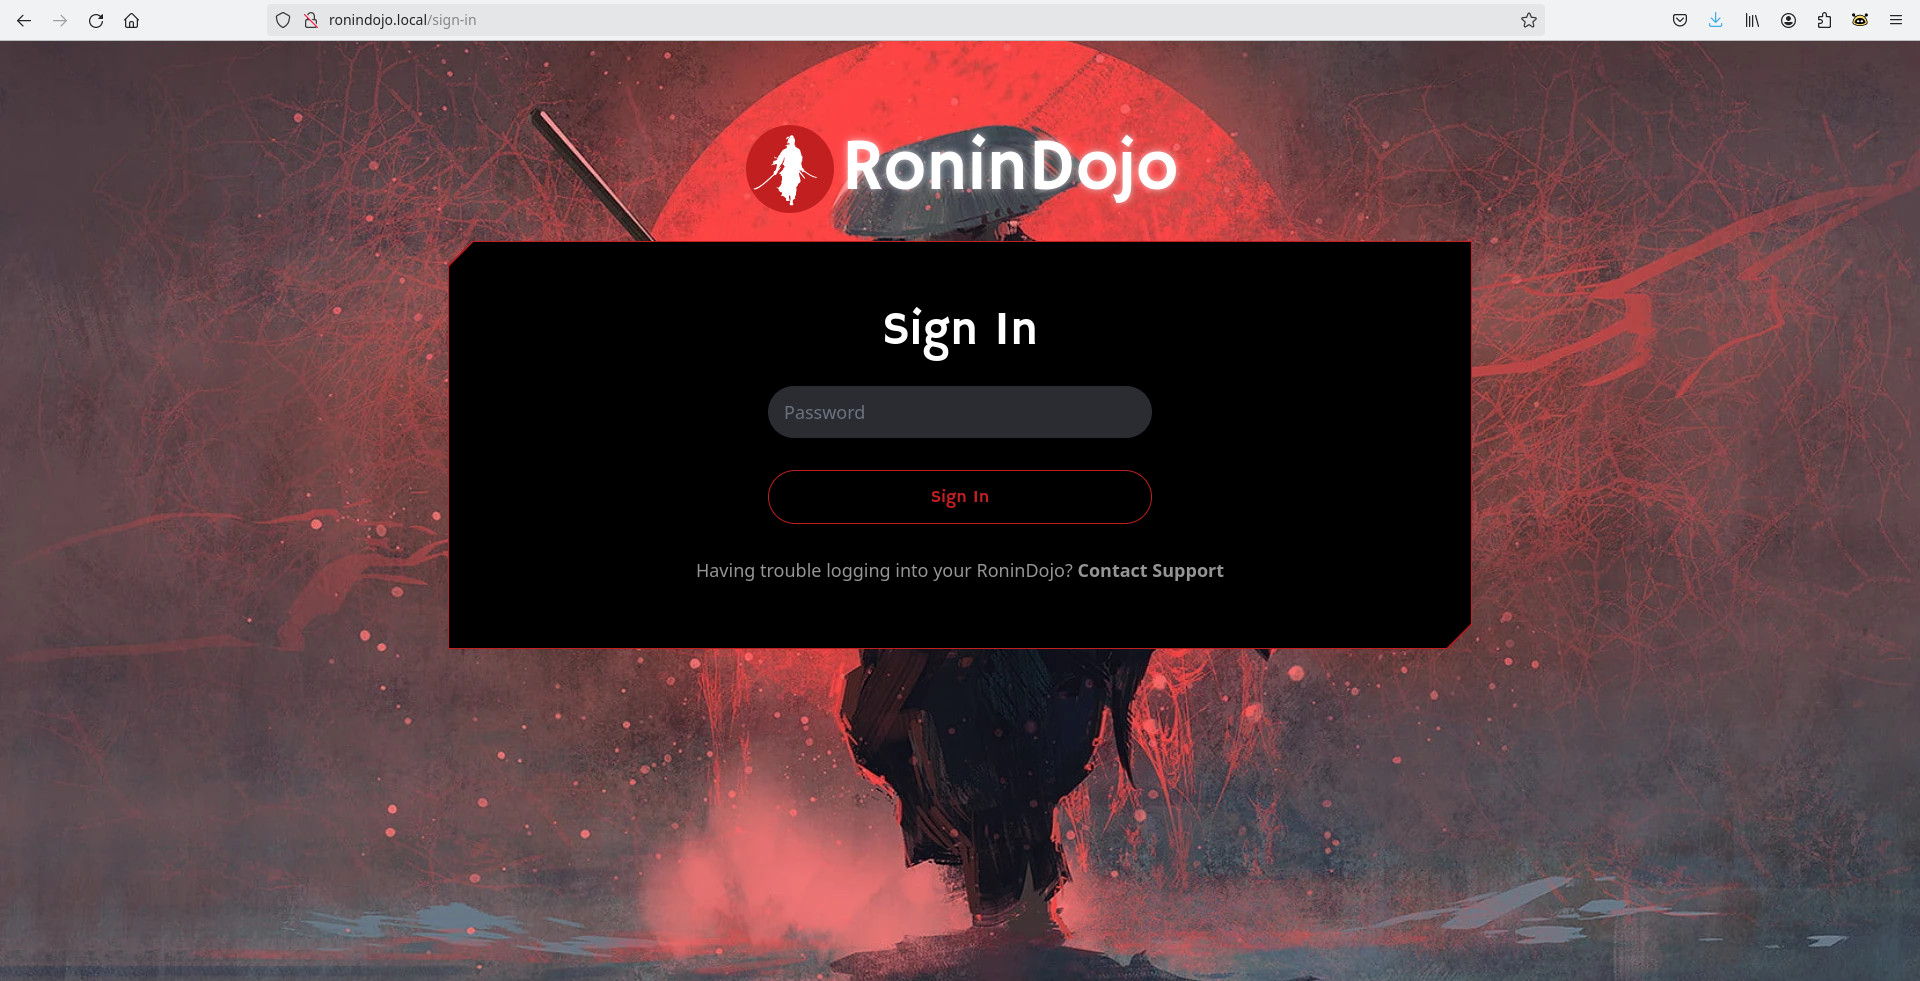 ronindojo.local/sign-in
RoninDojo
Sign In
Password
Sign In
Having trouble logging into your RoninDojo? Contact Support